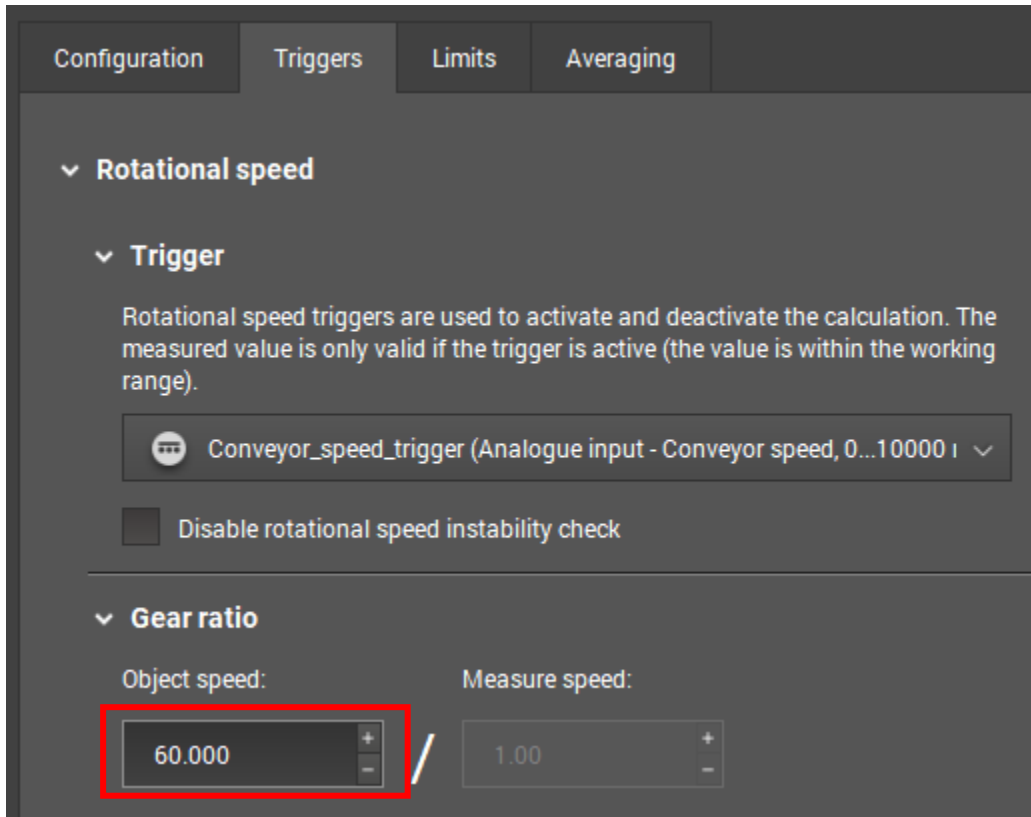 Configuration Triggers Limits Averaging
Rotational speed
Trigger
Rotational speed triggers are used to activate and deactivate the calculation. The
measured value is only valid if the trigger is active (the value is within the working
range).
Conveyor_speed_trigger (Analogue input - Conveyor speed, 0...10000
Disable rotational speed instability check
Gear ratio
Object speed: Measure speed:
60.000 + - / 1.00 + -